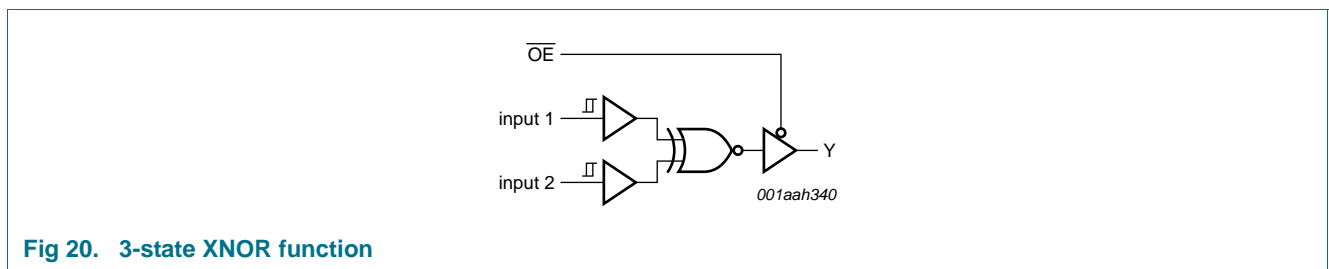 OE
input 1
input 2
Y
001aah340
Fig 20. 3-state XNOR function